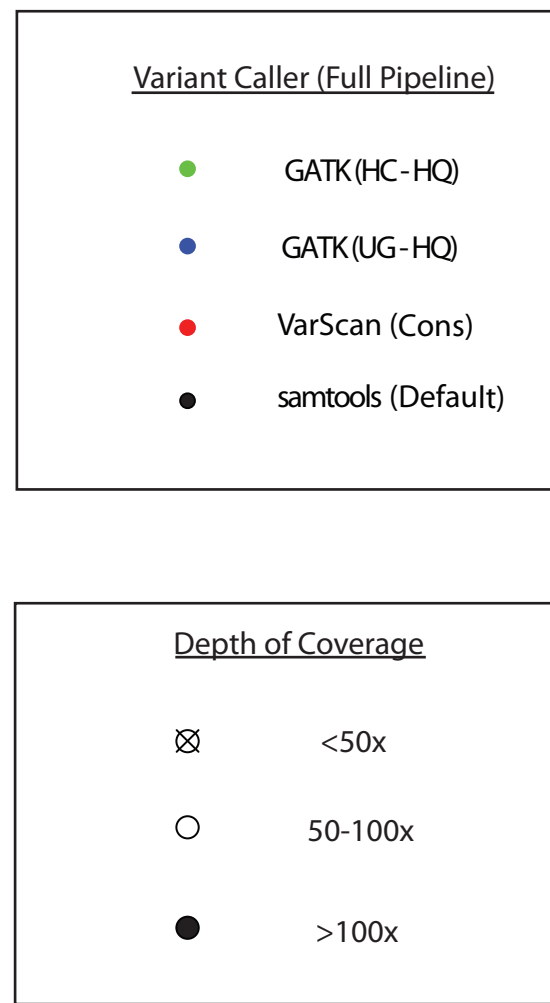 Variant Caller (Full Pipeline)
GATK (HC-HQ)
GATK (UG-HQ)
VarScan (Cons)
samtools (Default)
Depth of Coverage
<50x
50-100x
>100x